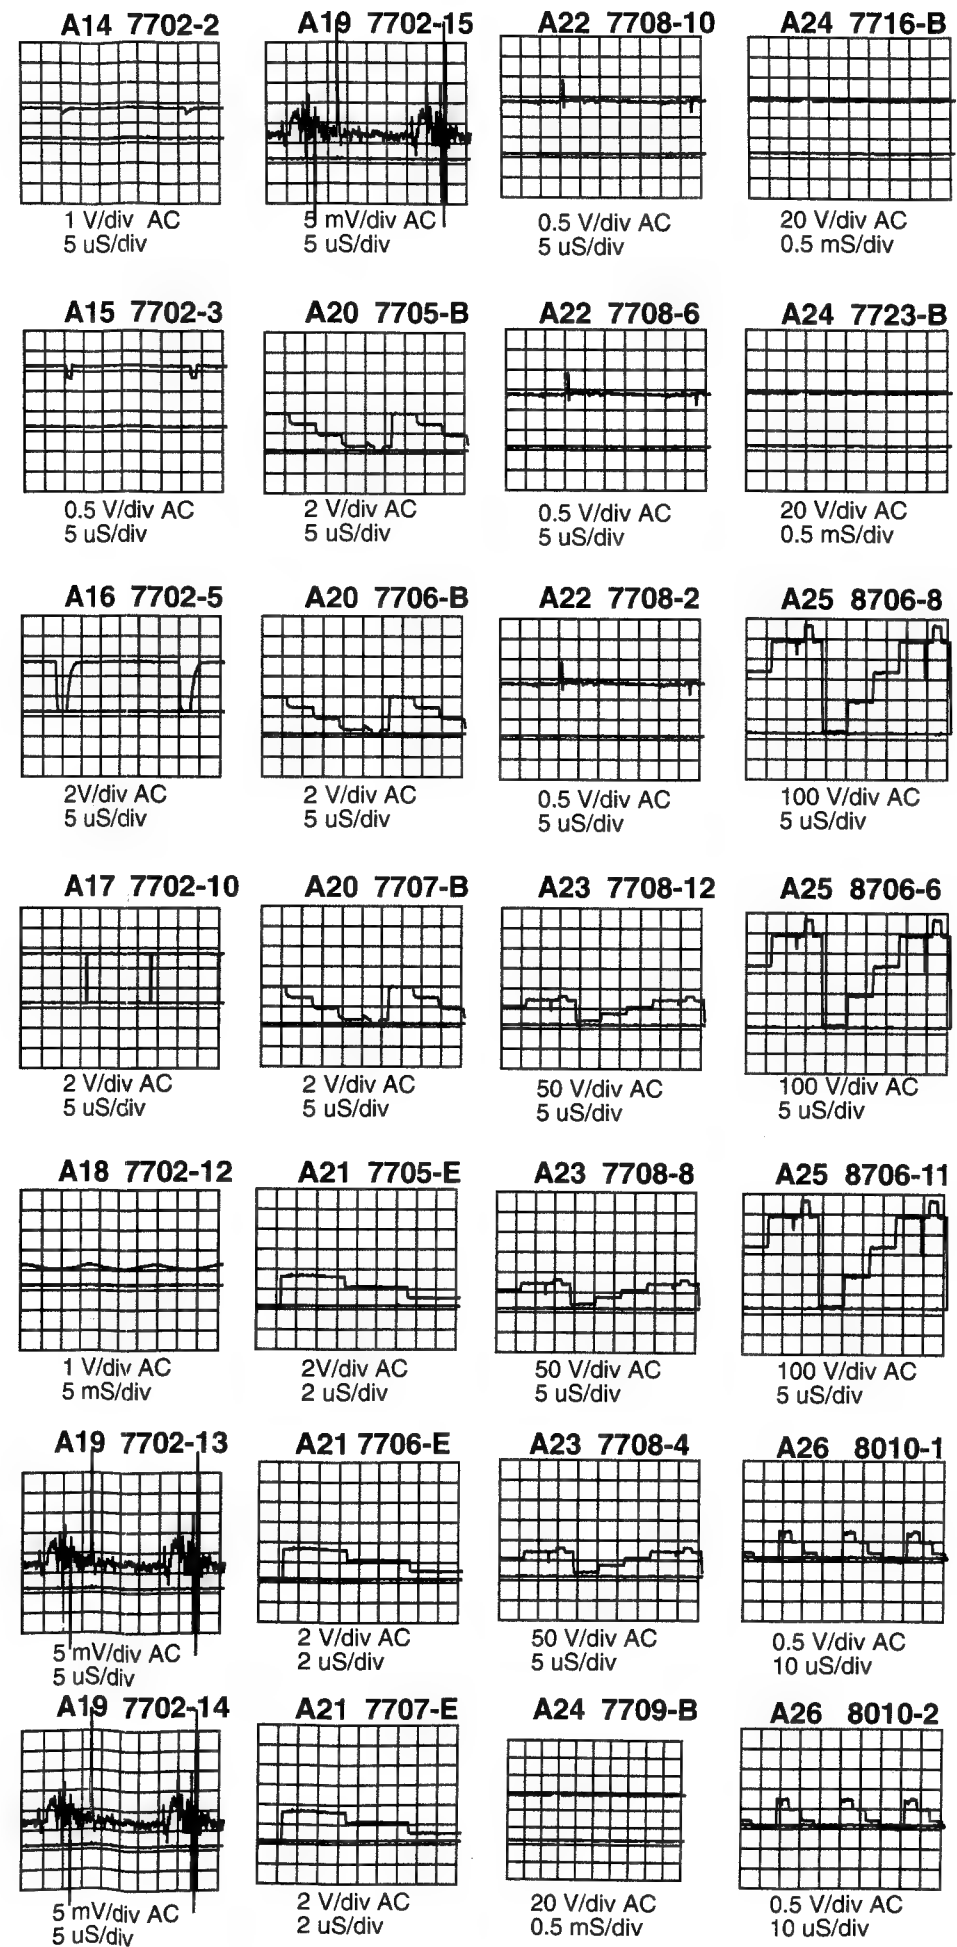 A14 7702-2
1 V/div AC
5 uS/div
A15 7702-3
0.5 V/div AC
5 uS/div
A16 7702-5
2V/div AC
5 uS/div
A17 7702-10
2 V/div AC
5 uS/div
A18 7702-12
1 V/div AC
5 mS/div
A19 7702-13
5 mV/div AC
5 uS/div
A19 7702-14
5 mV/div AC
5 uS/div
A19 7702-15
5 mV/div AC
5 uS/div
A20 7705-B
2 V/div AC
5 uS/div
A20 7706-B
2 V/div AC
5 uS/div
A20 7707-B
2 V/div AC
5 uS/div
A21 7705-E
2V/div AC
2 uS/div
A21 7706-E
2 V/div AC
2 uS/div
A21 7707-E
2 V/div AC
2 uS/div
A22 7708-10
0.5 V/div AC
5 uS/div
A22 7708-6
0.5 V/div AC
5 uS/div
A22 7708-2
0.5 V/div AC
5 uS/div
A23 7708-12
50 V/div AC
5 uS/div
A23 7708-8
50 V/div AC
5 uS/div
A23 7708-4
50 V/div AC
5 uS/div
A24 7709-B
20 V/div AC
0.5 mS/div
A24 7716-B
20 V/div AC
0.5 mS/div
A24 7723-B
20 V/div AC
0.5 mS/div
A25 8706-8
100 V/div AC
5 uS/div
A25 8706-6
100 V/div AC
5 uS/div
A25 8706-11
100 V/div AC
5 uS/div
A26 8010-1
0.5 V/div AC
10 uS/div
A26 8010-2
0.5 V/div AC
10 uS/div